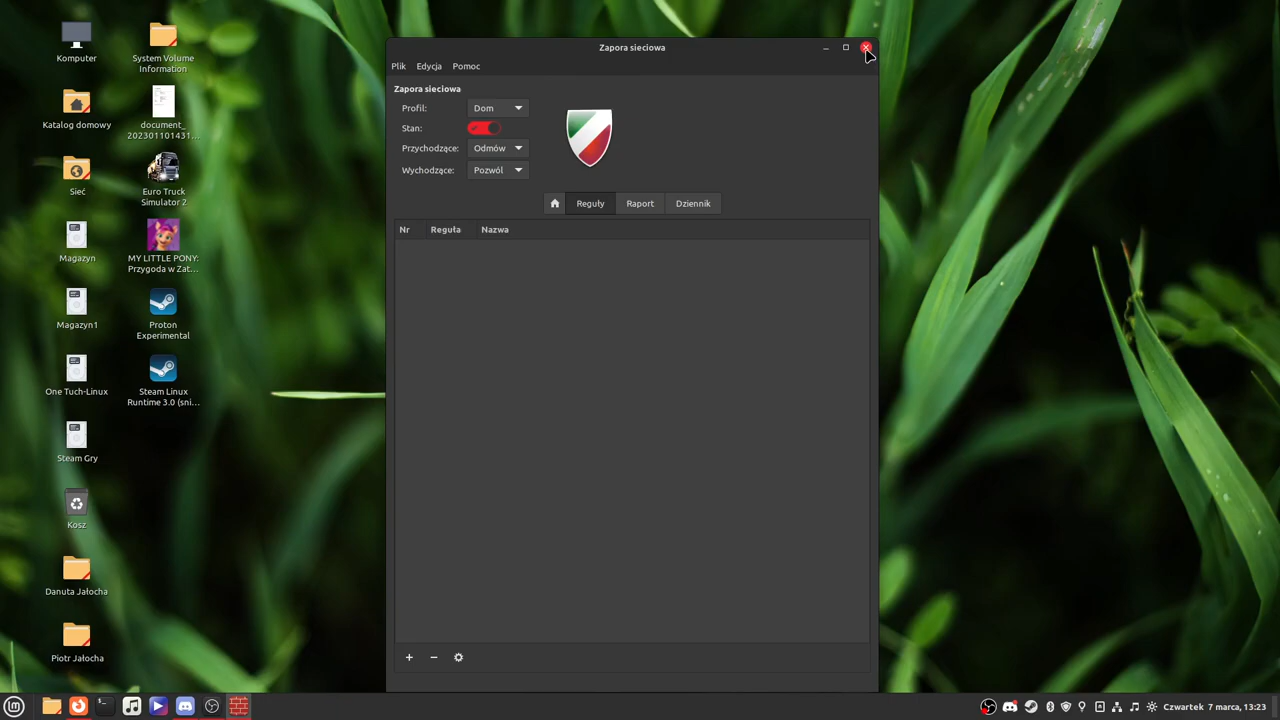 Komputer
System Volume
Information
Katalog domowy
document_
202301101431...
Sieć
Euro Truck
Simulator 2
Magazyn
MY LITTLE PONY:
Przygoda w Zat...
Magazyn1
Proton
Experimental
One Tuch-Linux
Steam Linux
Runtime 3.0 (sni...
Steam Gry
Kosz
Danuta Jałocha
Piotr Jałocha
Zapora sieciowa
Plik Edycja Pomoc
Zapora sieciowa
Profil: Dom
Stan:
Przychodzące: Odmów
Wychodzące: Pozwól
Reguły Raport Dziennik
Nr Reguła Nazwa
Czwartek 7 marca, 13:23